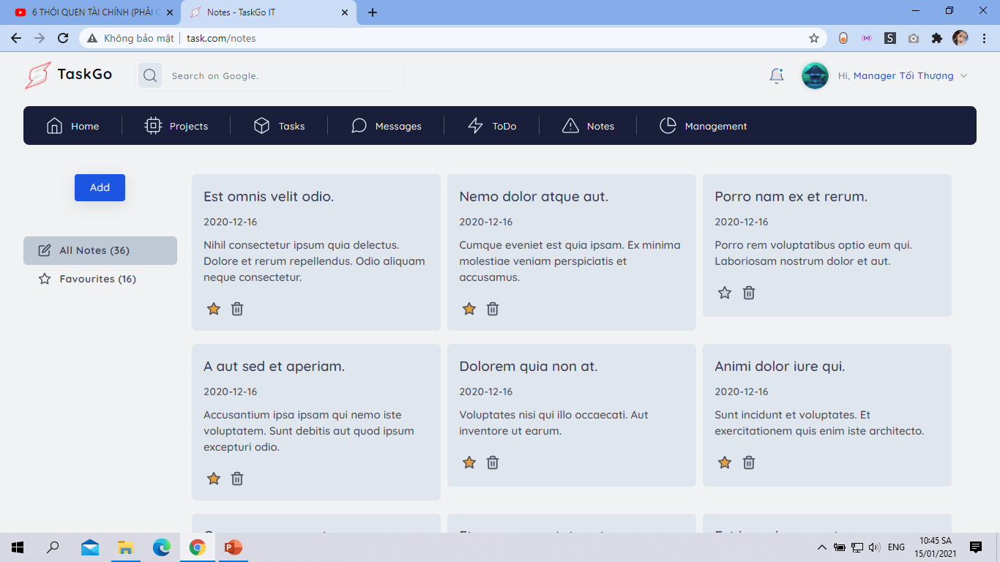 6 THÓI QUEN TÀI CHÍNH (PHẢI
Notes - TaskGo IT
Không bảo mật
task.com/notes
TaskGo
Search on Google.
Hi, Manager Tối Thượng
Home
Projects
Tasks
Messages
ToDo
Notes
Management
Add
All Notes (36)
Favourites (16)
Est omnis velit odio.
2020-12-16
Nihil consectetur ipsum quia delectus.
Dolore et rerum repellendus. Odio aliquam
neque consectetur.
Nemo dolor atque aut.
2020-12-16
Cumque eveniet est quia ipsam. Ex minima
molestiae veniam perspiciatis et
accusamus.
Porro nam ex et rerum.
2020-12-16
Porro rem voluptatibus optio eum qui.
Laboriosam nostrum dolor et aut.
A aut sed et aperiam.
2020-12-16
Accusantium ipsa ipsam qui nemo iste
voluptatem. Sunt debitis aut quod ipsum
excepturi odio.
Dolorem quia non at.
2020-12-16
Voluptates nisi qui illo occaecati. Aut
inventore ut earum.
Animi dolor iure qui.
2020-12-16
Sunt incidunt et voluptates. Et
exercitationem quis enim iste architecto.
ENG
10:45 SA
15/01/2021